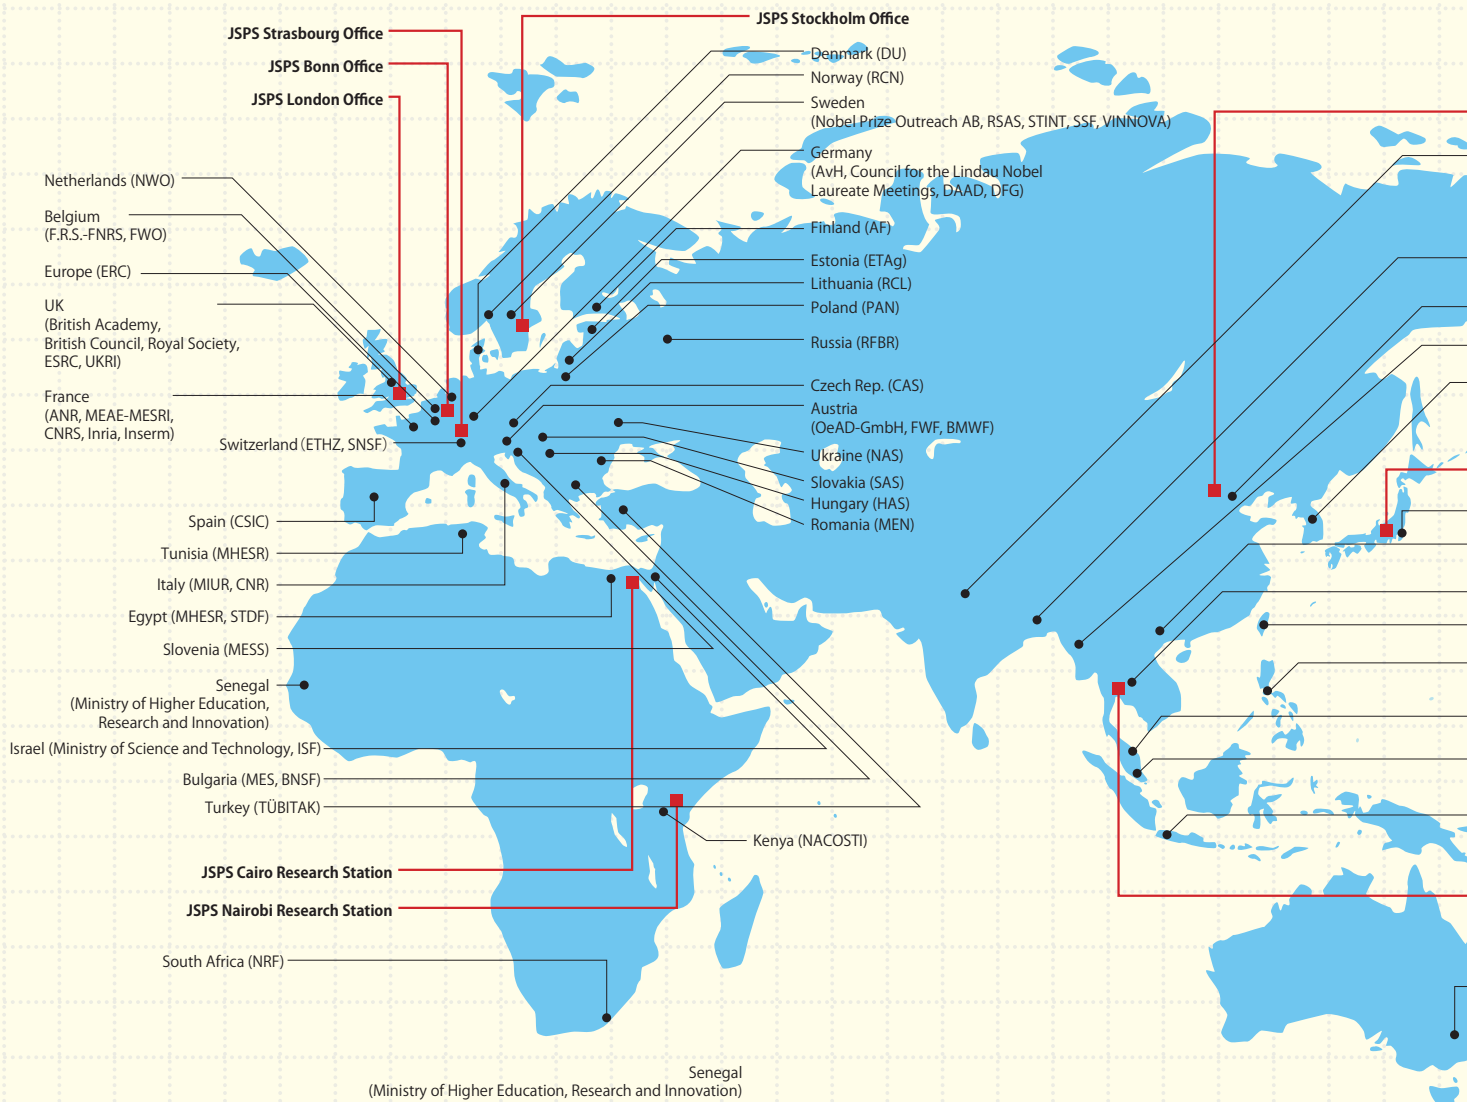 JSPS Stockholm Office
JSPS Strasbourg Office
JSPS Bonn Office
JSPS London Office
Denmark (DU)
Norway (RCN)
Sweden
(Nobel Prize Outreach AB, RSAS, STINT, SSF, VINNOVA)
Germany
(AvH, Council for the Lindau Nobel
Laureate Meetings, DAAD, DFG)
Finland (AF)
Estonia (ETAg)
Lithuania (RCL)
Poland (PAN)
Russia (RFBR)
Czech Rep. (CAS)
Austria
(OeAD-GmbH, FWF, BMWF)
Ukraine (NAS)
Slovakia (SAS)
Hungary (HAS)
Romania (MEN)
Netherlands (NWO)
Belgium
(F.R.S.-FNRS, FWO)
Europe (ERC)
UK
(British Academy,
British Council, Royal Society,
ESRC, UKRI)
France
(ANR, MEAE-MESRI,
CNRS, Inria, Inserm)
Switzerland (ETHZ, SNSF)
Spain (CSIC)
Tunisia (MHESR)
Italy (MIUR, CNR)
Egypt (MHESR, STDF)
Slovenia (MESS)
Senegal
(Ministry of Higher Education,
Research and Innovation)
Israel (Ministry of Science and Technology, ISF)
Bulgaria (MES, BNSF)
Turkey (TÜBITAK)
Kenya (NACOSTI)
JSPS Cairo Research Station
JSPS Nairobi Research Station
South Africa (NRF)
Senegal
(Ministry of Higher Education, Research and Innovation)